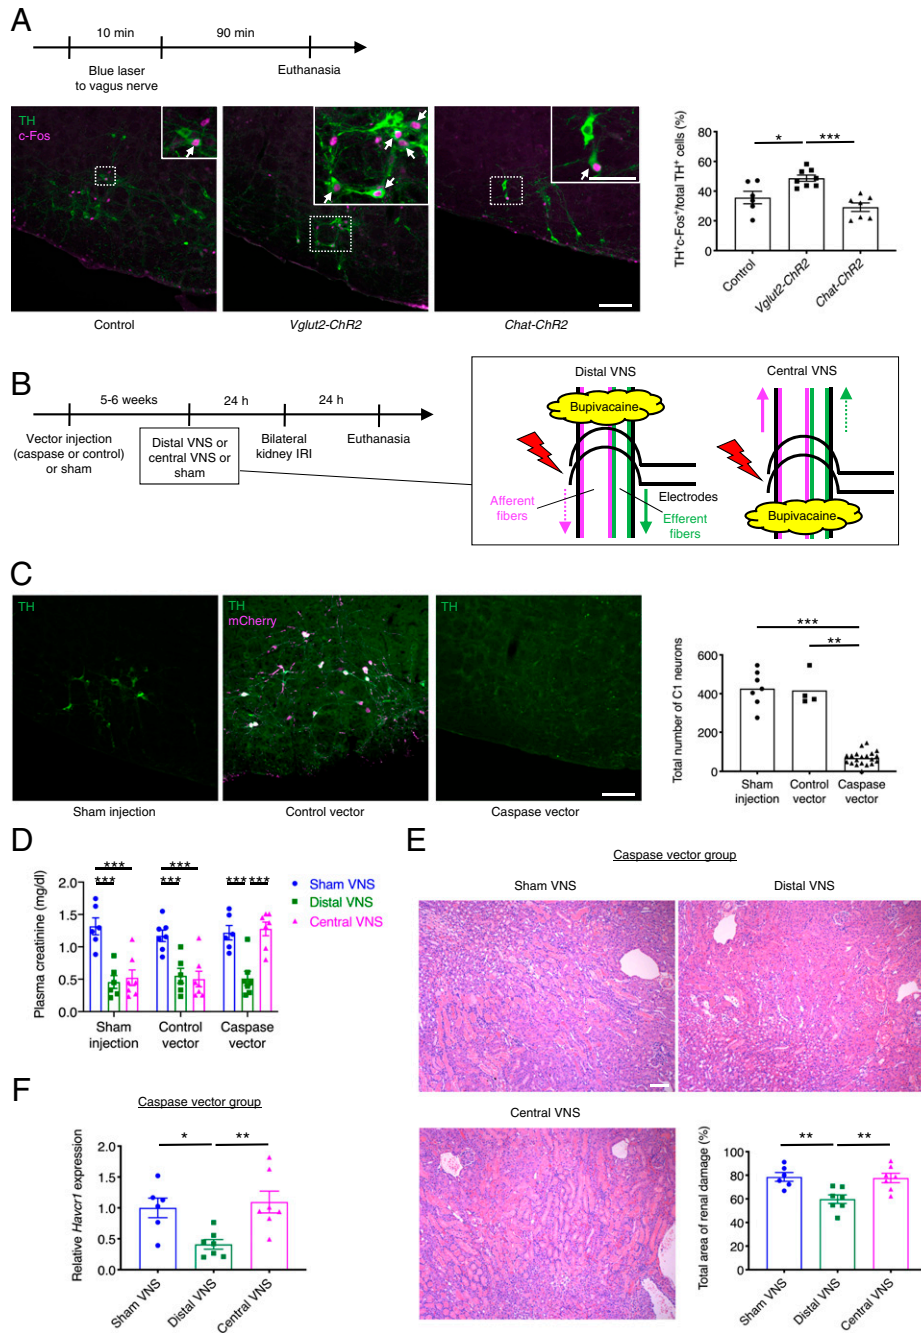 A
10 min
90 min
Blue laser
to vagus nerve
Euthanasia
TH
c-Fos
Control
Vglut2-ChR2
Chat-ChR2
TH+c-Fos+/total TH+ cells (%)
80
60
40
20
0
*
***
Control
Vglut2-ChR2
Chat-ChR2
B
5-6 weeks
24 h
24 h
Vector injection
(caspase or control)
or sham
Distal VNS or
central VNS or
sham
Bilateral
kidney IRI
Euthanasia
Distal VNS
Central VNS
Bupivacaine
Afferent
fibers
Electrodes
Efferent
fibers
Bupivacaine
C
TH
TH
mCherry
TH
Sham injection
Control vector
Caspase vector
Total number of C1 neurons
600
400
200
0
***
**
Sham
injection
Control
vector
Caspase
vector
D
Plasma creatinine (mg/dl)
2.0
1.5
1.0
0.5
0.0
***
***
***
***
***
***
Sham VNS
Distal VNS
Central VNS
Sham
injection
Control
vector
Caspase
vector
E
Caspase vector group
Sham VNS
Distal VNS
Central VNS
Total area of renal damage (%)
100
80
60
40
20
0
**
**
Sham VNS
Distal VNS
Central VNS
F
Caspase vector group
Relative Havcr1 expression
2.0
1.5
1.0
0.5
0.0
*
**
Sham VNS
Distal VNS
Central VNS